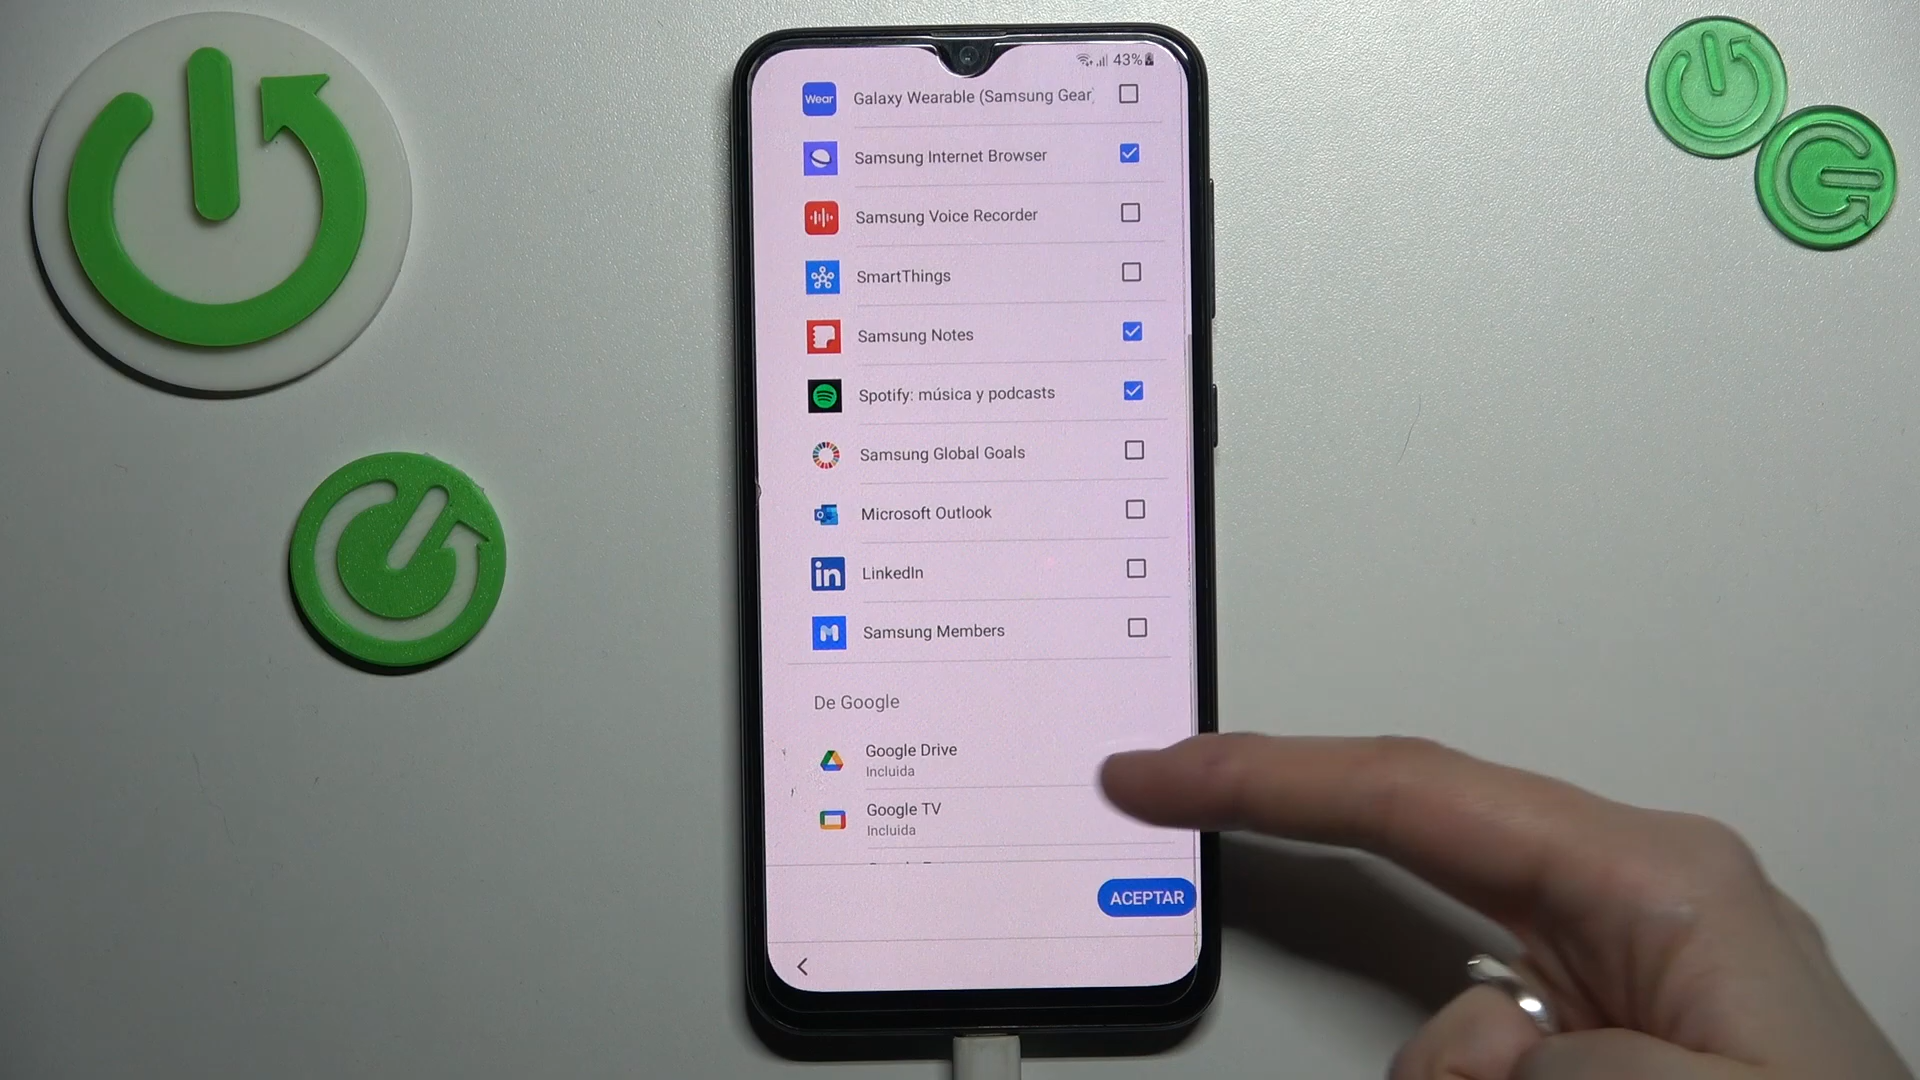 43%
Wear
Galaxy Wearable (Samsung Gear)
Samsung Internet Browser
Samsung Voice Recorder
SmartThings
Samsung Notes
Spotify: música y podcasts
Samsung Global Goals
Microsoft Outlook
in
LinkedIn
Samsung Members
De Google
Google Drive
Incluida
Google TV
Incluida
ACEPTAR